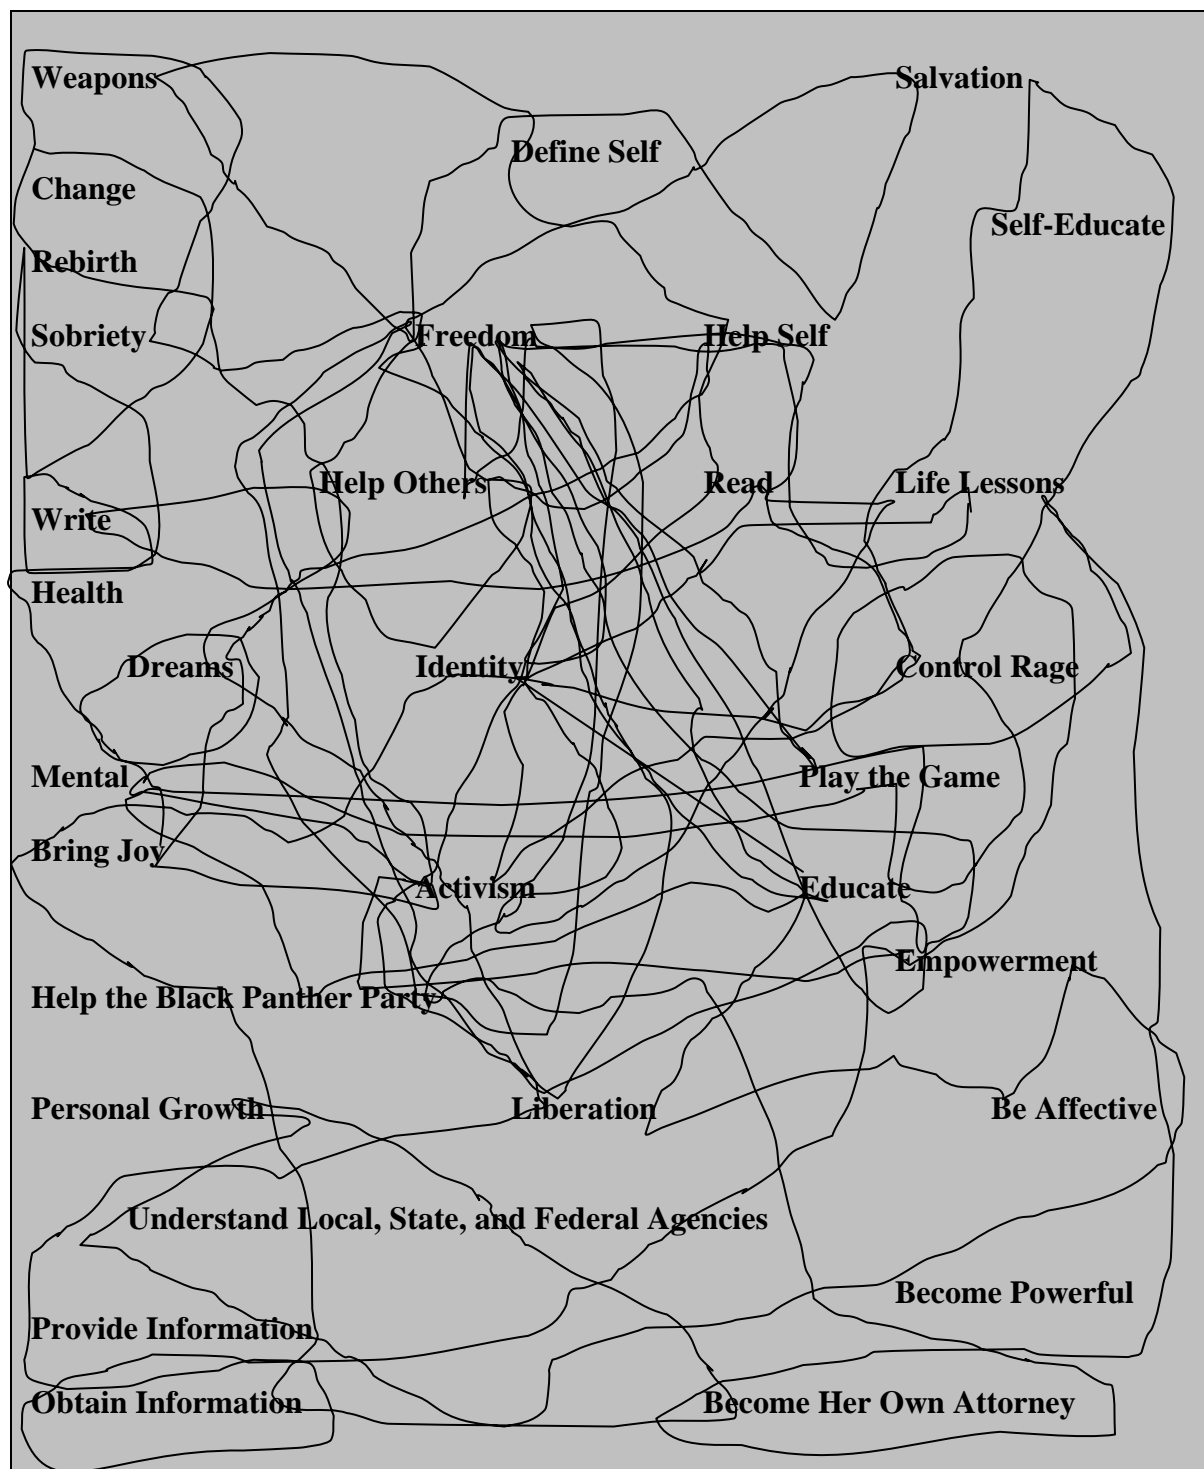 Weapons Salvation
Define Self
Change
Self-Educate
Rebirth
Sobriety Freedom Help Self
Help Others Read Life Lessons
Write
Health
Dreams Identity Control Rage
Mental Play the Game
Bring Joy
Activism Educate
Empowerment
Help the Black Panther Party
Personal Growth Liberation Be Affective
Understand Local, State, and Federal Agencies
Become Powerful
Provide Information
Obtain Information Become Her Own Attorney